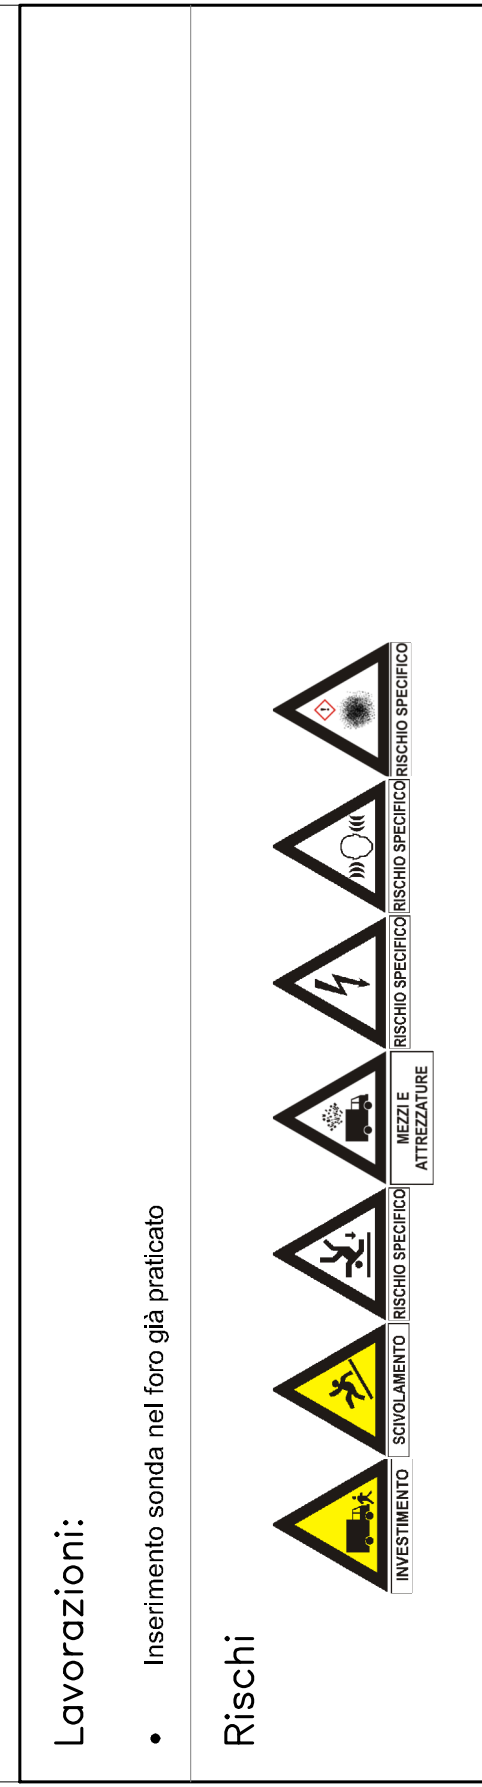 Lavorazioni:
• Inserimento sonda nel foro già praticato
Rischi
INVESTIMENTO
SCIVOLAMENTO
RISCHIO SPECIFICO
MEZZI E
ATTREZZATURE
RISCHIO SPECIFICO
RISCHIO SPECIFICO
RISCHIO SPECIFICO